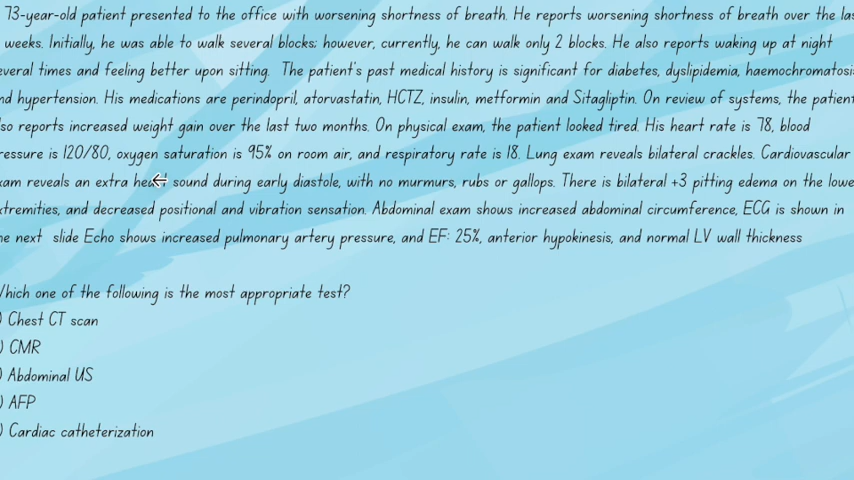 73-year-old patient presented to the office with worsening shortness of breath. He reports worsening shortness of breath over the las
weeks. Initially, he was able to walk several blocks; however, currently, he can walk only 2 blocks. He also reports waking up at night
everal times and feeling better upon sitting. The patient's past medical history is significant for diabetes, dyslipidemia, haemochromatosis
nd hypertension. His medications are perindopril, atorvastatin, HCTZ, insulin, metformin and Sitagliptin. On review of systems, the patient
lso reports increased weight gain over the last two months. On physical exam, the patient looked tired. His heart rate is 78, blood
ressure is 120/80, oxygen saturation is 95% on room air, and respiratory rate is 18. Lung exam reveals bilateral crackles. Cardiovascular
xam reveals an extra heart sound during early diastole, with no murmurs, rubs or gallops. There is bilateral +3 pitting edema on the lowe
xtremities, and decreased positional and vibration sensation. Abdominal exam shows increased abdominal circumference, ECG is shown in
he next slide Echo shows increased pulmonary artery pressure, and EF: 25%, anterior hypokinesis, and normal LV wall thickness
Which one of the following is the most appropriate test?
) Chest CT scan
) CMR
) Abdominal US
) AFP
) Cardiac catheterization